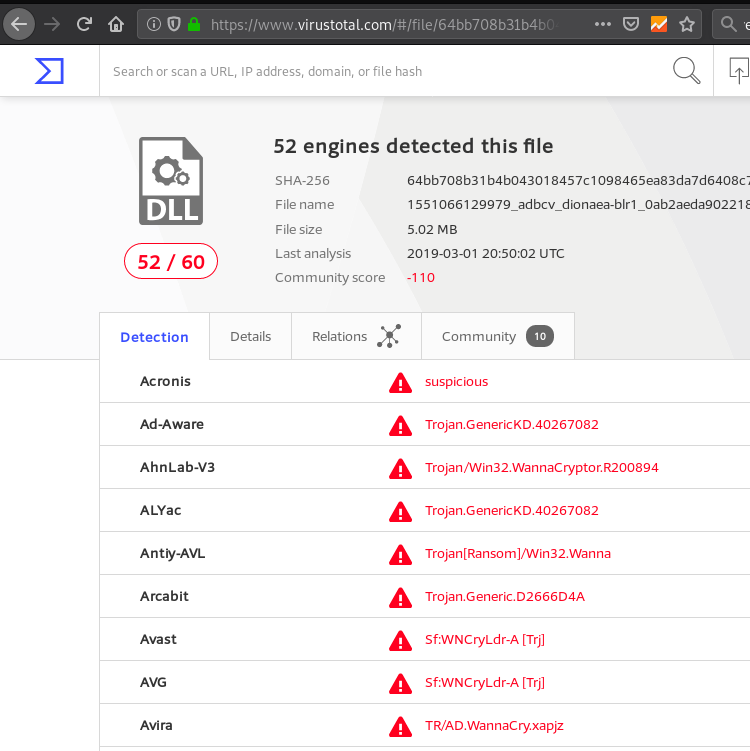 https://www.virustotal.com/#/file/64bb708b31b4b0
Search or scan a URL, IP address, domain, or file hash
DLL
52 / 60
52 engines detected this file
SHA-256 64bb708b31b4b043018457c1098465ea83da7d6408c7
File name 1551066129979_adbcv_dionaea-blr1_0ab2aeda902218
File size 5.02 MB
Last analysis 2019-03-01 20:50:02 UTC
Community score -110
Detection Details Relations Community 10
Acronis suspicious
Ad-Aware Trojan.GenericKD.40267082
AhnLab-V3 Trojan/Win32.WannaCryptor.R200894
ALYac Trojan.GenericKD.40267082
Antiy-AVL Trojan[Ransom]/Win32.Wanna
Arcabit Trojan.Generic.D2666D4A
Avast Sf:WNCryLdr-A [Trj]
AVG Sf:WNCryLdr-A [Trj]
Avira TR/AD.WannaCry.xapjz